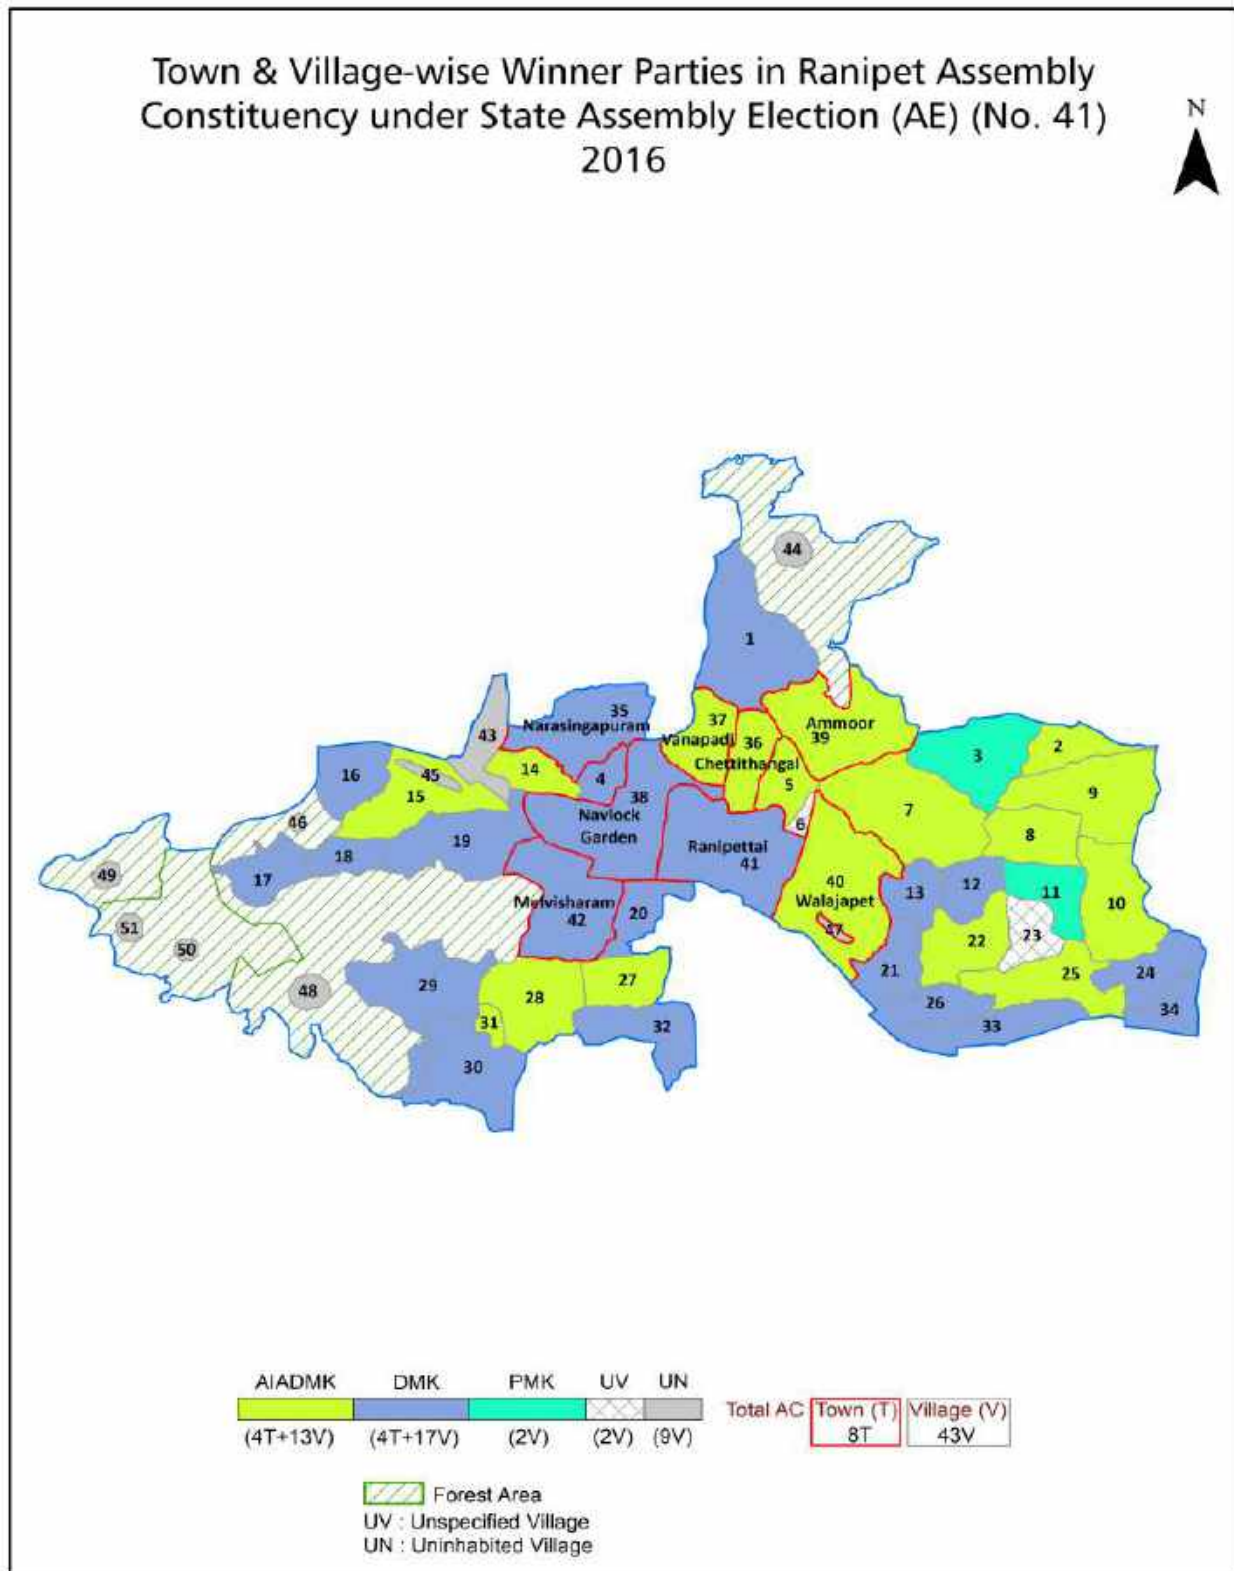 Town & Village-wise Winner Parties in Ranipet Assembly
Constituency under State Assembly Election (AE) (No. 41)
2016
N
44
1
35
Narasingapuram
37
Vanapadi
36
Chettithangal
Ammoor
39
43
3
2
16
45
14
4
5
9
15
38
7
46
Navlock
Garden
6
8
19
Ranipettai
41
18
49
17
40
Walajapet
13
12
11
10
Melvisharam
42
20
51
47
22
23
50
21
25
24
48
29
28
27
26
34
31
32
33
30
AIADMK DMK PMK UV UN
(4T+13V) (4T+17V) (2V) (2V) (9V)
Total AC Town (T) Village (V)
8T 43V
Forest Area
UV : Unspecified Village
UN : Uninhabited Village